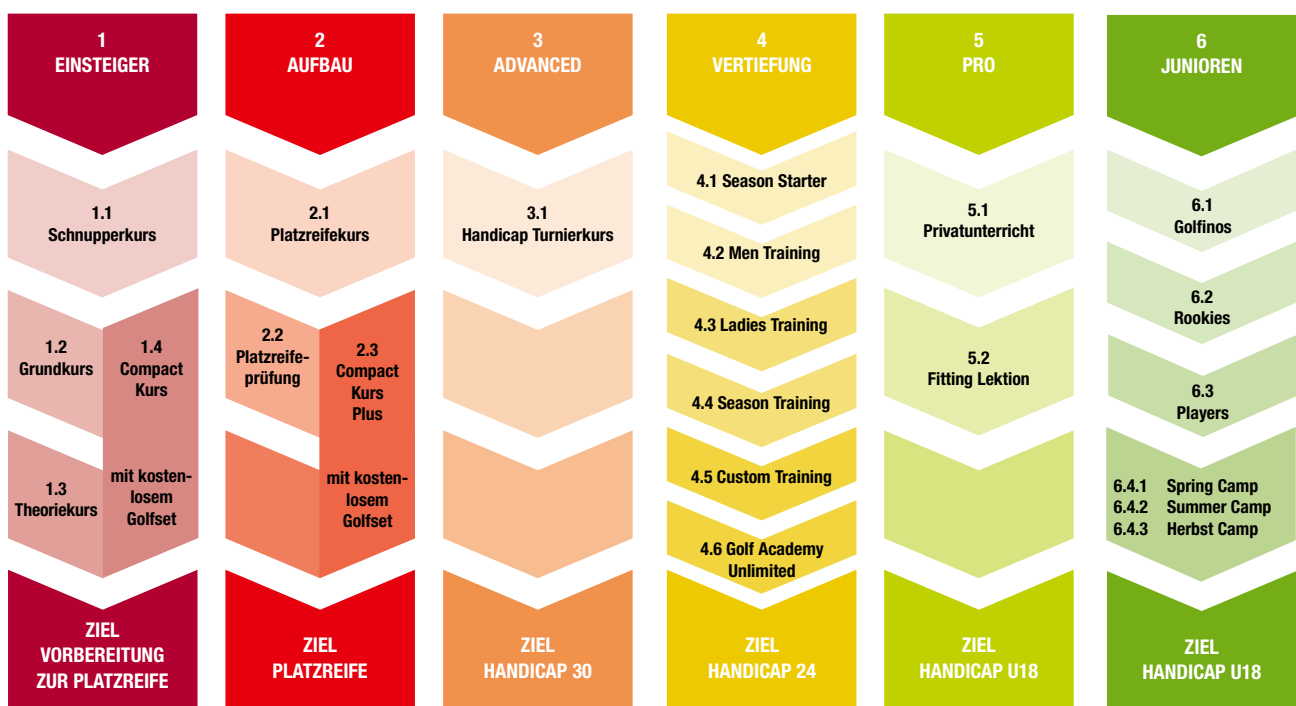 1
EINSTEIGER
1.1
Schnupperkurs
1.2
Grundkurs
1.3
Theoriekurs
1.4
Compact
Kurs
mit kosten-
losem
Golfset
ZIEL
VORBEREITUNG
ZUR PLATZREIFE
2
AUFBAU
2.1
Platzreifekurs
2.2
Platzreife-
prüfung
2.3
Compact
Kurs
Plus
mit kosten-
losem
Golfset
ZIEL
PLATZREIFE
3
ADVANCED
3.1
Handicap Turnierkurs
ZIEL
HANDICAP 30
4
VERTIEFUNG
4.1 Season Starter
4.2 Men Training
4.3 Ladies Training
4.4 Season Training
4.5 Custom Training
4.6 Golf Academy
Unlimited
ZIEL
HANDICAP 24
5
PRO
5.1
Privatunterricht
5.2
Fitting Lektion
ZIEL
HANDICAP U18
6
JUNIOREN
6.1
Golfinos
6.2
Rookies
6.3
Players
6.4.1 Spring Camp
6.4.2 Summer Camp
6.4.3 Herbst Camp
ZIEL
HANDICAP U18